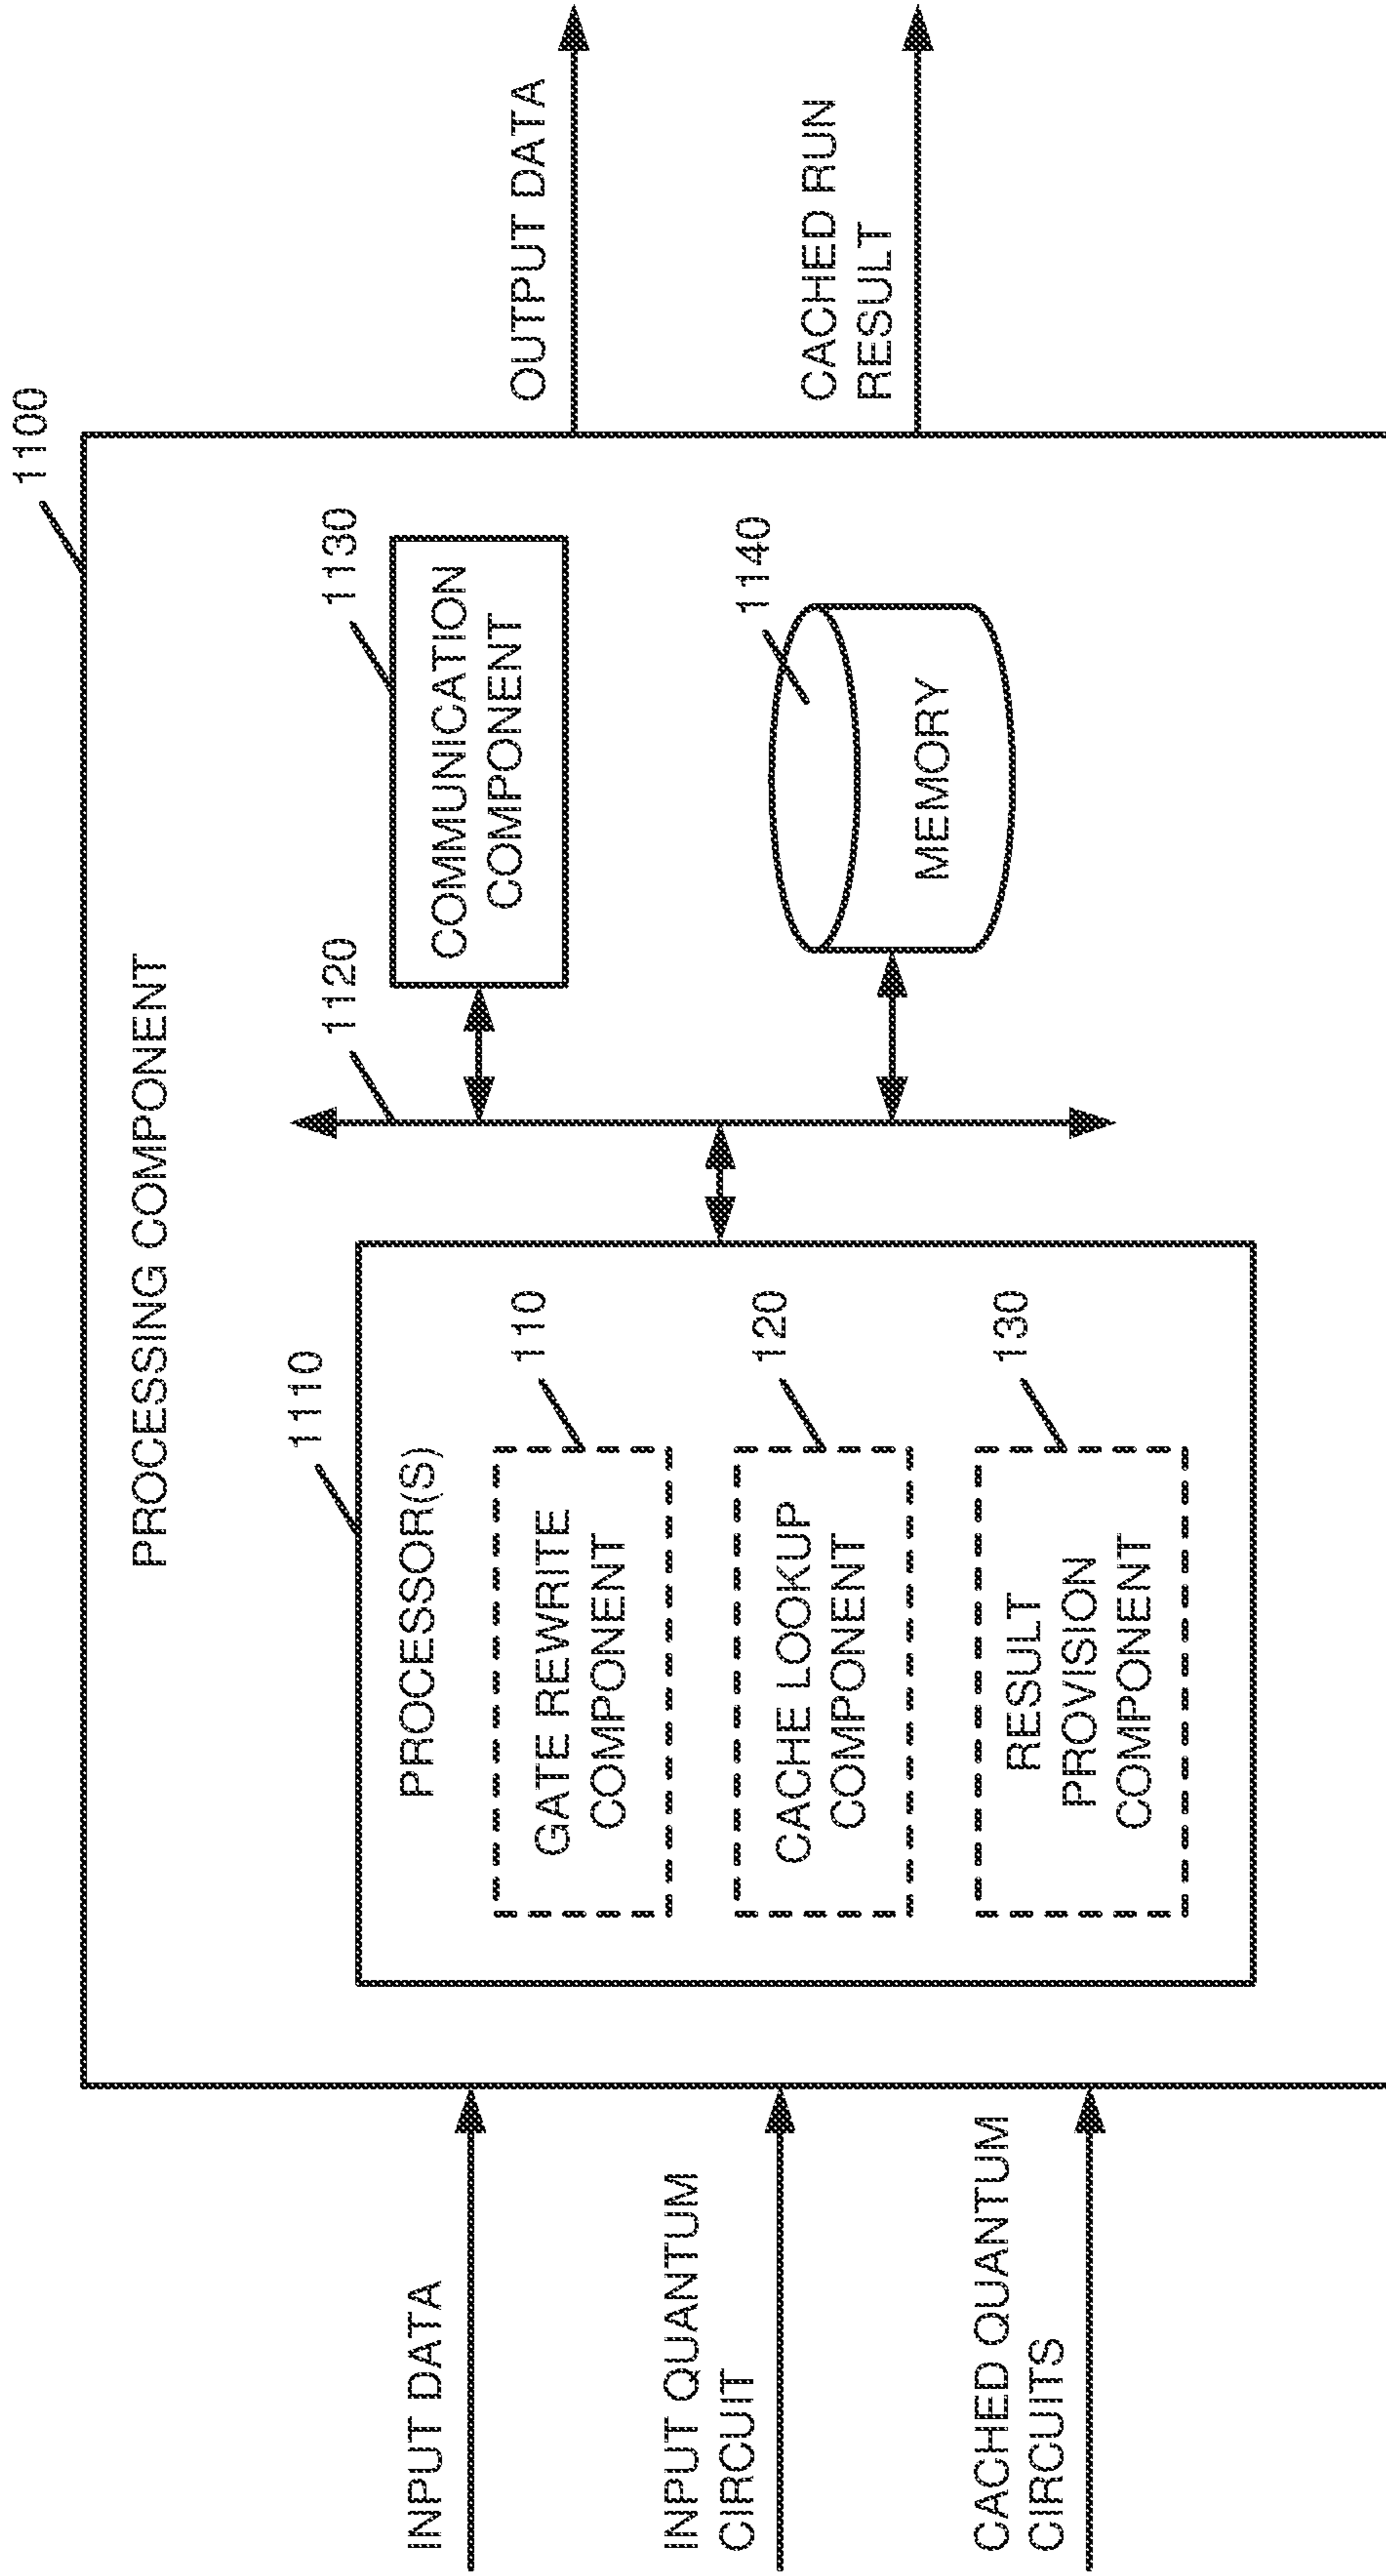 1100
PROCESSING COMPONENT
1110
PROCESSOR(S)
GATE REWRITE
COMPONENT
110
CACHE LOOKUP
COMPONENT
120
RESULT
PROVISION
COMPONENT
130
1120
1130
COMMUNICATION
COMPONENT
1140
MEMORY
INPUT DATA
INPUT QUANTUM
CIRCUIT
CACHED QUANTUM
CIRCUITS
OUTPUT DATA
CACHED RUN
RESULT